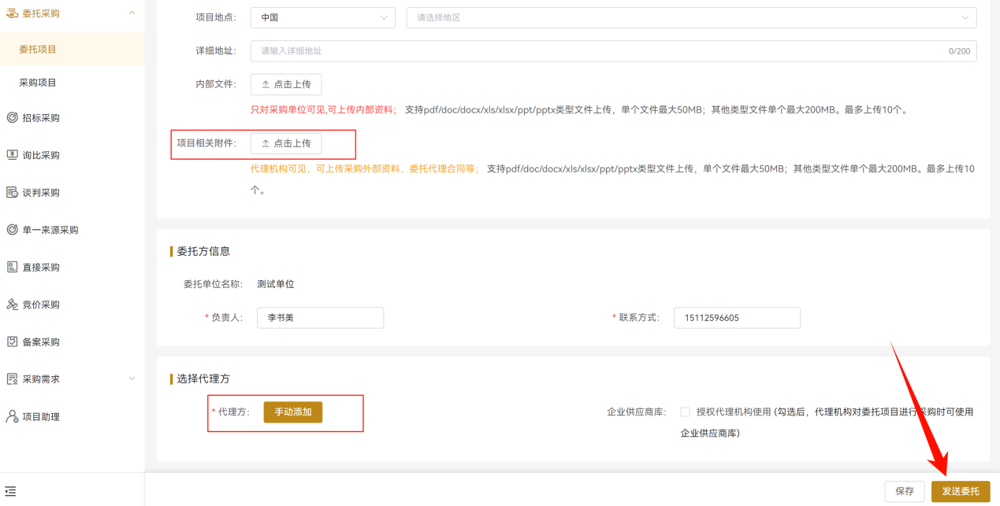 委托采购
委托项目
采购项目
招标采购
询比采购
谈判采购
单一来源采购
直接采购
竞价采购
备案采购
采购需求
项目助理
项目地点: 中国 请选择地区
详细地址: 请输入详细地址 0/200
内部文件: 点击上传
只对采购单位可见,可上传内部资料; 支持pdf/doc/docx/xls/xlsx/ppt/pptx类型文件上传，单个文件最大50MB；其他类型文件单个最大200MB。最多上传10个。
项目相关附件: 点击上传
代理机构可见，可上传采购外部资料、委托代理合同等; 支持pdf/doc/docx/xls/xlsx/ppt/pptx类型文件上传，单个文件最大50MB；其他类型文件单个最大200MB。最多上传10
个。
委托方信息
委托单位名称: 测试单位
* 负责人: 李书美 * 联系方式: 15112596605
选择代理方
* 代理方: 手动添加 企业供应商库: 授权代理机构使用 (勾选后，代理机构对委托项目进行采购时可使用
企业供应商库)
保存 发送委托